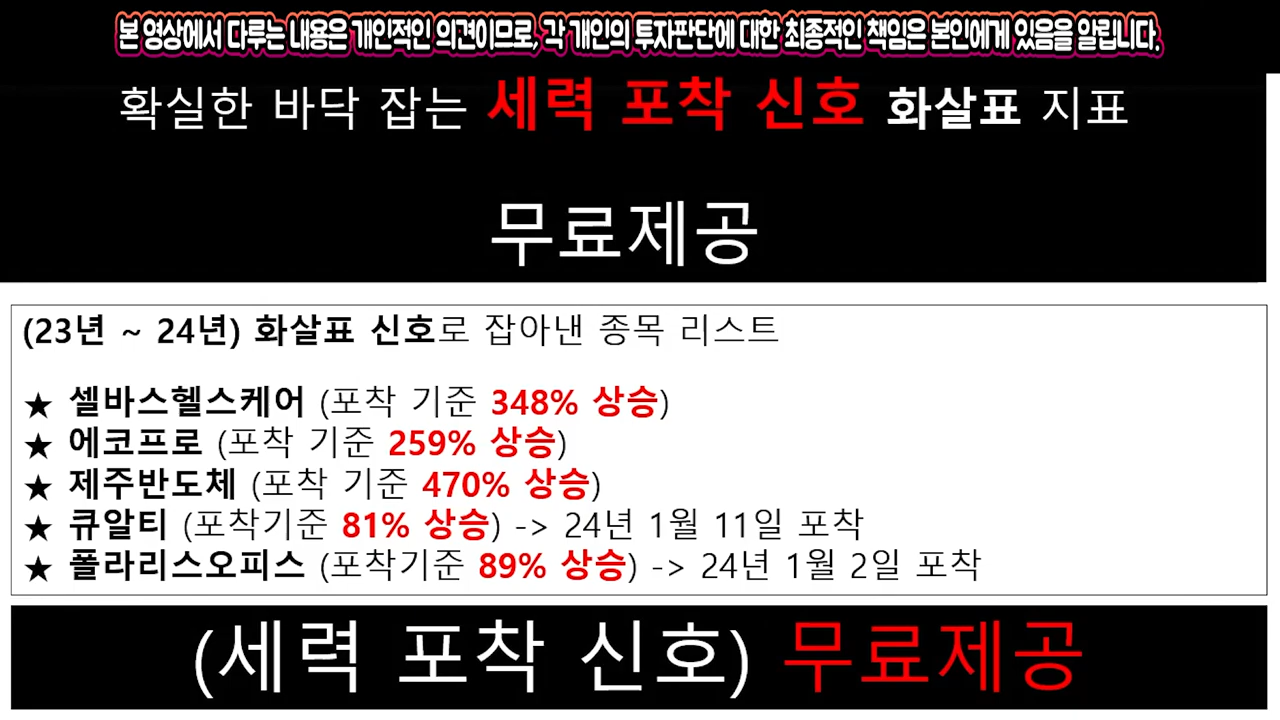 본 영상에서 다루는 내용은 개인적인 의견이므로, 각 개인의 투자판단에 대한 최종적인 책임은 본인에게 있음을 알립니다.
확실한 바닥 잡는 세력 포착 신호 화살표 지표
무료제공
(23년 ~ 24년) 화살표 신호로 잡아낸 종목 리스트
★ 셀바스헬스케어 (포착 기준 348% 상승)
★ 에코프로 (포착 기준 259% 상승)
★ 제주반도체 (포착 기준 470% 상승)
★ 큐알티 (포착기준 81% 상승) -> 24년 1월 11일 포착
★ 폴라리스오피스 (포착기준 89% 상승) -> 24년 1월 2일 포착
(세력 포착 신호) 무료제공